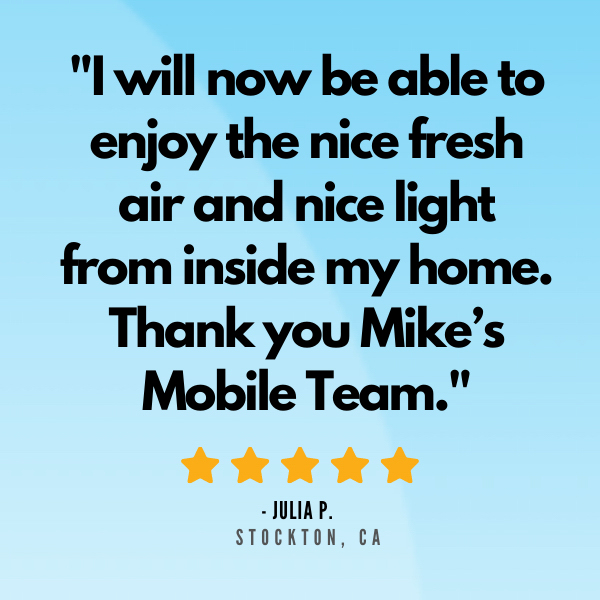 "I will now be able to
enjoy the nice fresh
air and nice light
from inside my home.
Thank you Mike’s
Mobile Team."
- JULIA P.
STOCKTON, CA